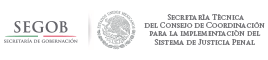 SEGOB
SECRETARÍA DE GOBERNACIÓN
SECRETARÍA TÉCNICA
DEL CONSEJO DE COORDINACIÓN
PARA LA IMPLEMENTACIÓN DEL
SISTEMA DE JUSTICIA PENAL